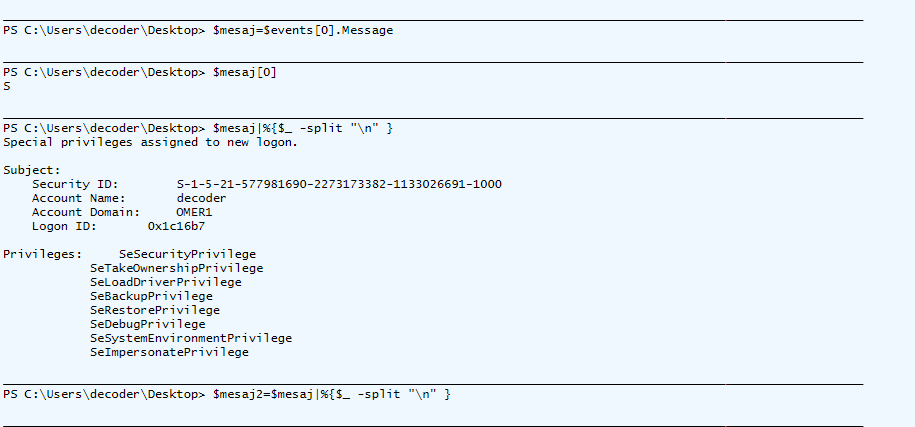 PS C:\Users\decoder\Desktop> $mesaj=$events[0].Message
PS C:\Users\decoder\Desktop> $mesaj[0]
S
PS C:\Users\decoder\Desktop> $mesaj|%{$_ -split "\n" }
Special privileges assigned to new logon.
Subject:
Security ID: S-1-5-21-577981690-2273173382-1133026691-1000
Account Name: decoder
Account Domain: OMER1
Logon ID: 0x1c16b7
Privileges: SeSecurityPrivilege
SeTakeOwnershipPrivilege
SeLoadDriverPrivilege
SeBackupPrivilege
SeRestorePrivilege
SeDebugPrivilege
SeSystemEnvironmentPrivilege
SeImpersonatePrivilege
PS C:\Users\decoder\Desktop> $mesaj2=$mesaj|%{$_ -split "\n" }